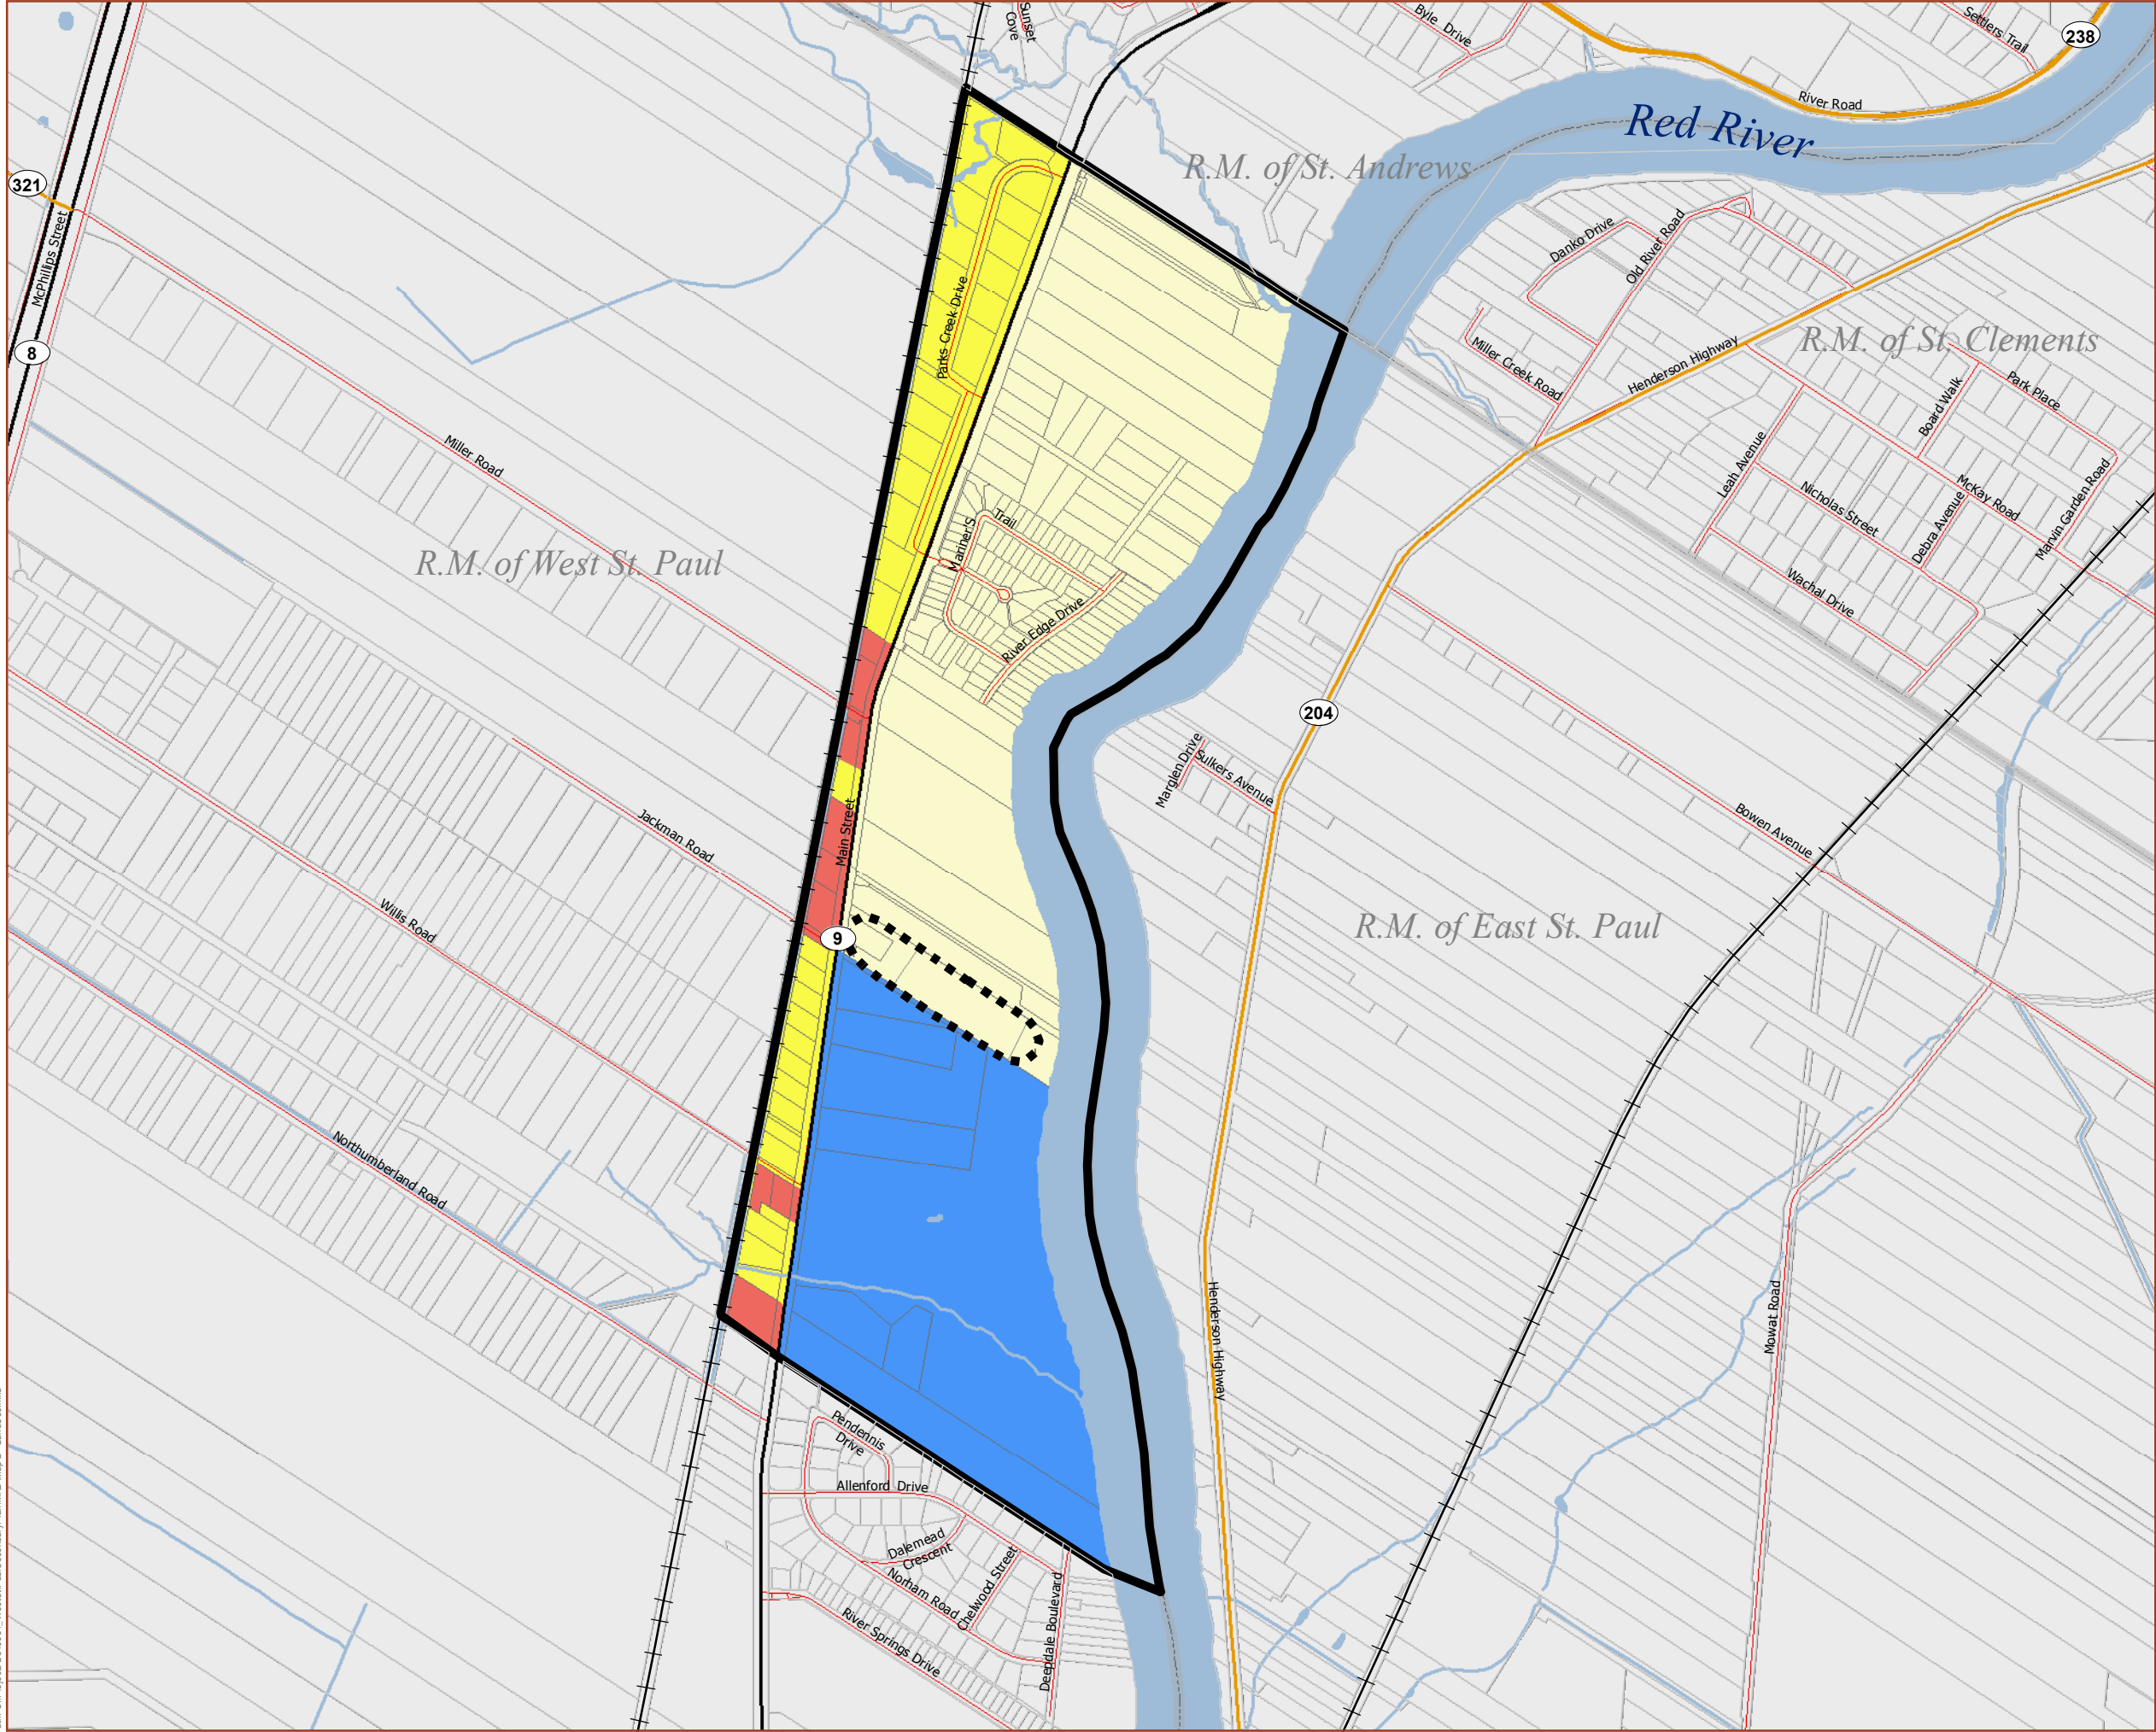 Sunset
Cove
Byle Drive
Settlers Trail
238
River Road
Red River
R.M. of St. Andrews
321
McPhillips Street
8
Danko Drive
Old River Road
R.M. of St. Clements
Miller Creek Road
Henderson Highway
Park Place
Board Walk
Parks Creek Drive
Miller Road
Leah Avenue
Nicholas Street
McKay Road
Debra Avenue
Marvin Garden Road
Mariner'S
Trail
R.M. of West St. Paul
Wachal Drive
River Edge Drive
204
Marglen Drive
Sulkers Avenue
Bowen Avenue
Jackman Road
Main Street
Willis Road
9
R.M. of East St. Paul
Northumberland Road
Henderson Highway
Mowat Road
Pendennis
Drive
Allenford Drive
Dalemead
Crescent
Norham Road
Chelwood Street
Deepdale Boulevard
River Springs Drive